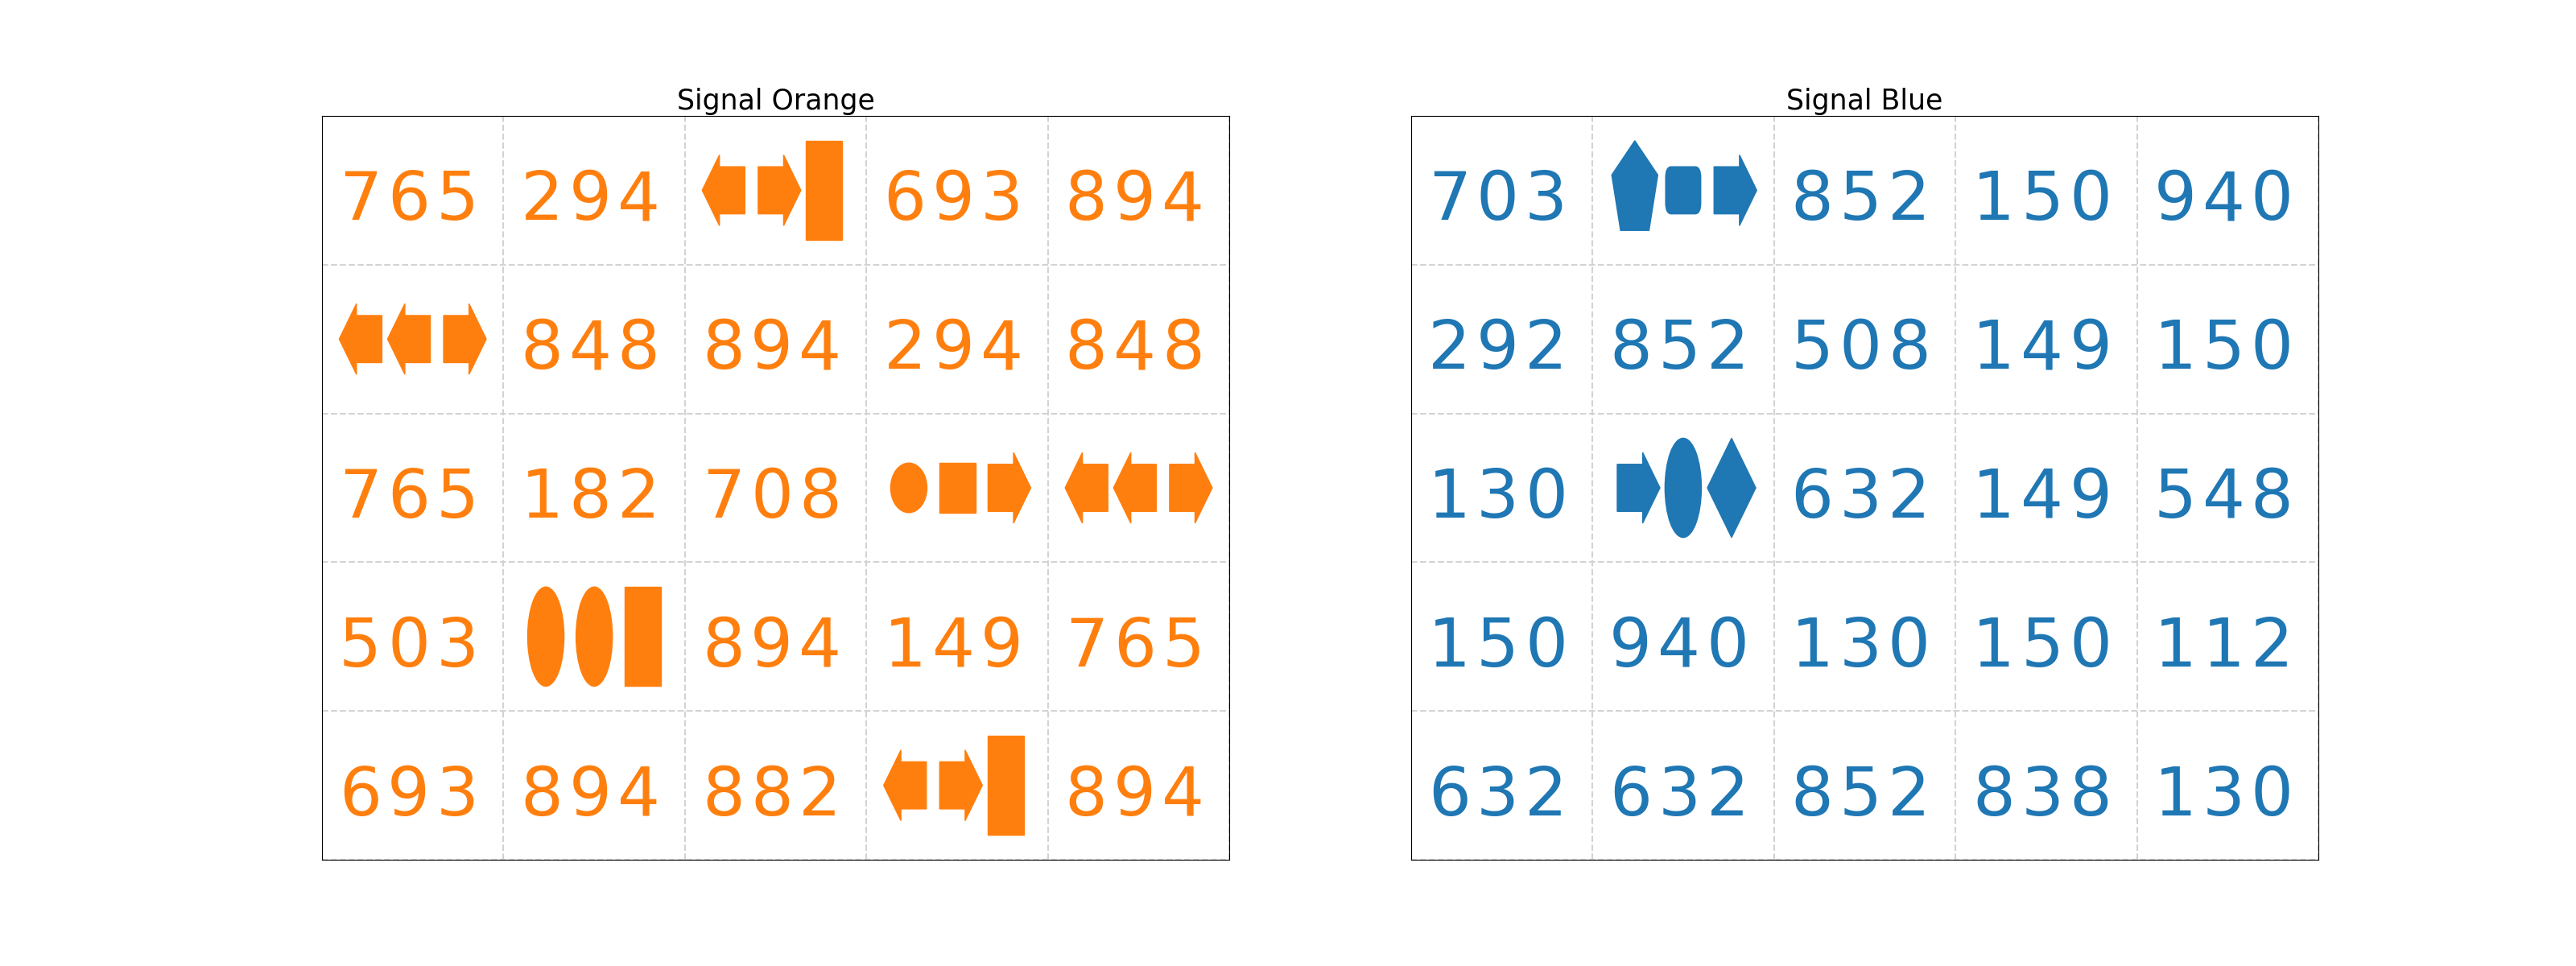 Signal Orange
765 294 693 894
848 894 294 848
765 182 708
503 894 149 765
693 894 882 894
Signal Blue
703 852 150 940
292 852 508 149 150
130 632 149 548
150 940 130 150 112
632 632 852 838 130